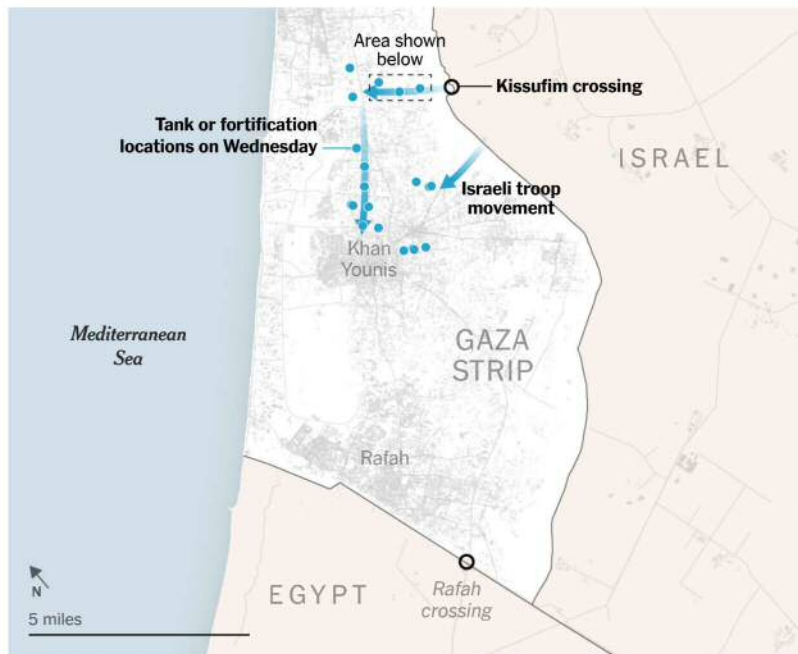 Area shown
below
Kissufim crossing
Tank or fortification
locations on Wednesday
ISRAEL
Israeli troop
movement
Khan
Younis
Mediterranean
Sea
GAZA
STRIP
Rafah
N
EGYPT
Rafah
crossing
5 miles